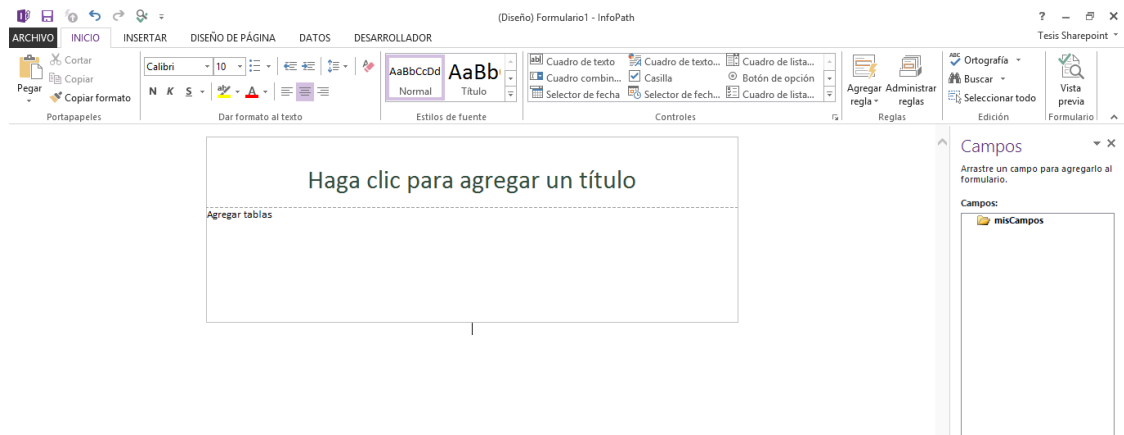 (Diseño) Formulario1 - InfoPath
?
ARCHIVO INICIO INSERTAR DISEÑO DE PÁGINA DATOS DESARROLLADOR Tesis Sharepoint
Pegar
Cortar
Copiar
Copiar formato
Portapapeles
Calibri 10
N K S A
Dar formato al texto
AaBbCcDd AaBb
Normal Título
Estilos de fuente
Cuadro de texto Cuadro de texto... Cuadro de lista...
Cuadro combin... Casilla Botón de opción
Selector de fecha Selector de fech... Cuadro de lista...
Controles
Agregar regla
Administrar reglas
Reglas
Ortografía
Buscar
Seleccionar todo
Edición
Vista previa
Formulario
Haga clic para agregar un título
Agregar tablas
Campos
Arrastre un campo para agregarlo al
formulario.
Campos:
misCampos